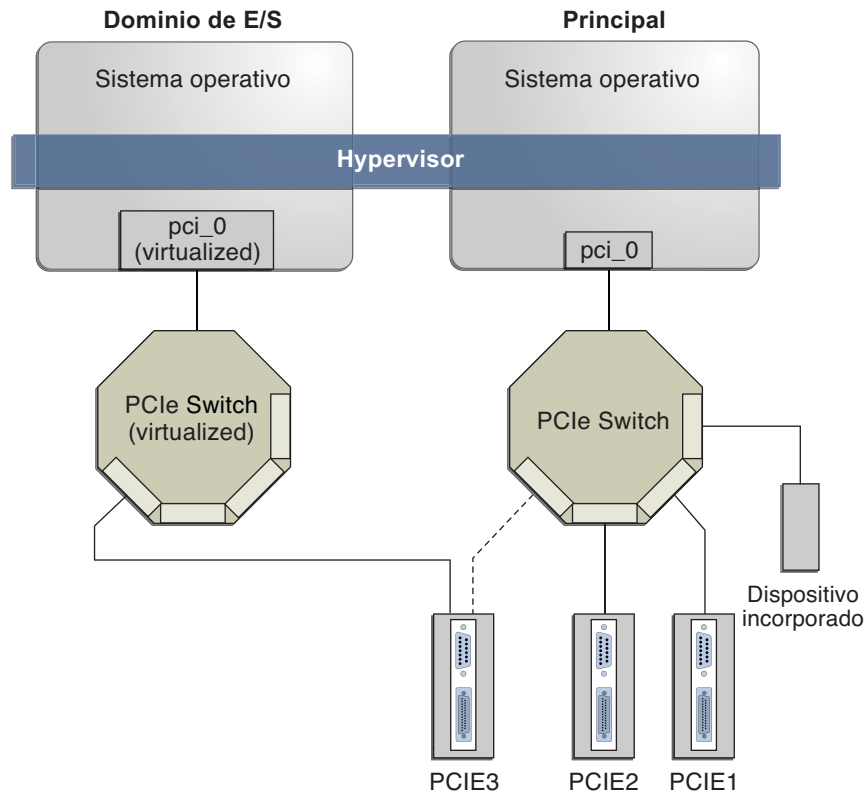 Dominio de E/S
Principal
Sistema operativo
Sistema operativo
Hypervisor
pci_0
(virtualized)
pci_0
PCIe Switch
(virtualized)
PCIe Switch
Dispositivo
incorporado
PCIE3
PCIE2
PCIE1